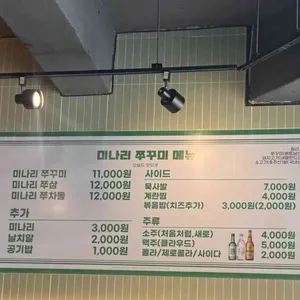 미나리 쭈꾸미 메뉴
미나리 쭈꾸미 11,000원
미나리 쭈삼 12,000원
미나리 쭈차돌 12,000원
추가
미나리 3,000원
날치알 2,000원
공기밥 1,000원
사이드
묵사발 7,000원
계란찜 4,000원
볶음밥(치즈추가) 3,000원(2,000원)
주류
소주(처음처럼,새로) 4,000원
맥주(클라우드) 5,000원
콜라/제로콜라/사이다 2,000원